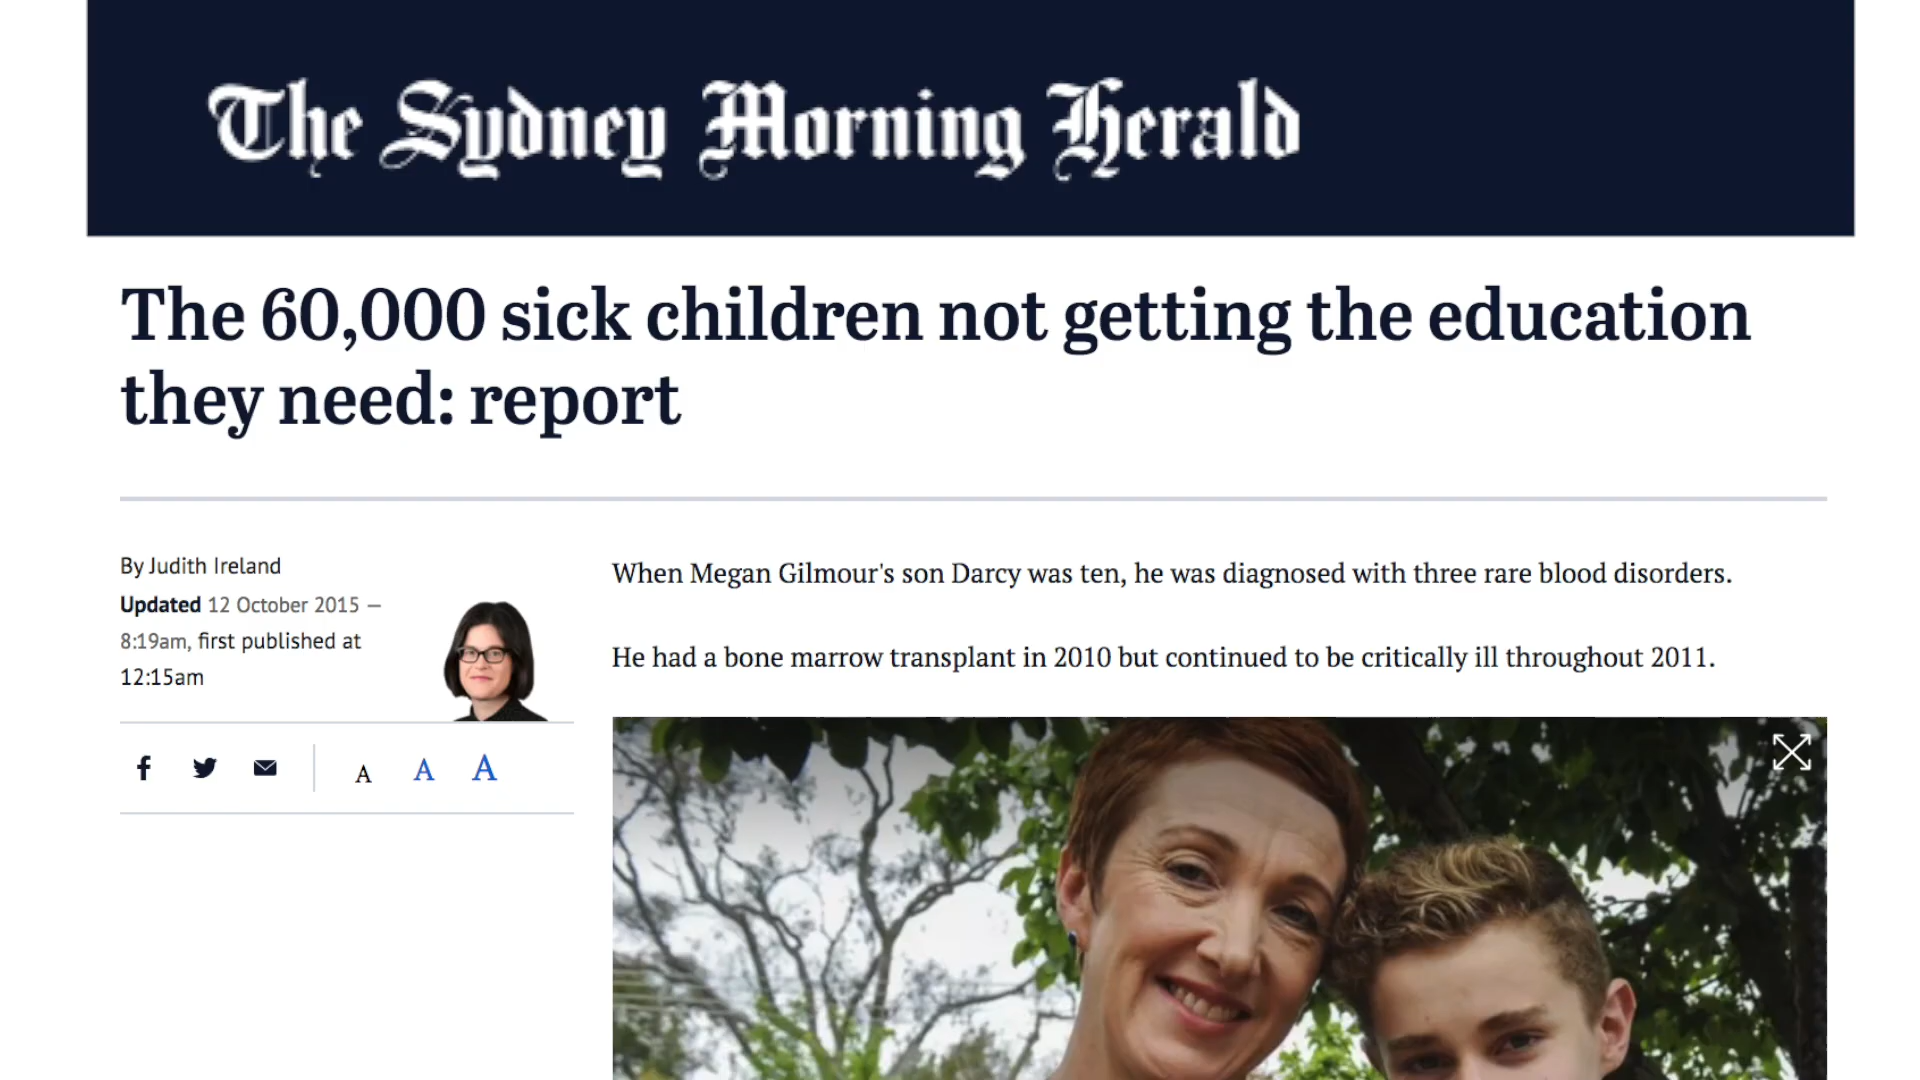 The Sydney Morning Herald
The 60,000 sick children not getting the education
they need: report
By Judith Ireland
Updated 12 October 2015 —
8:19am, first published at
12:15am
A A A
When Megan Gilmour's son Darcy was ten, he was diagnosed with three rare blood disorders.
He had a bone marrow transplant in 2010 but continued to be critically ill throughout 2011.